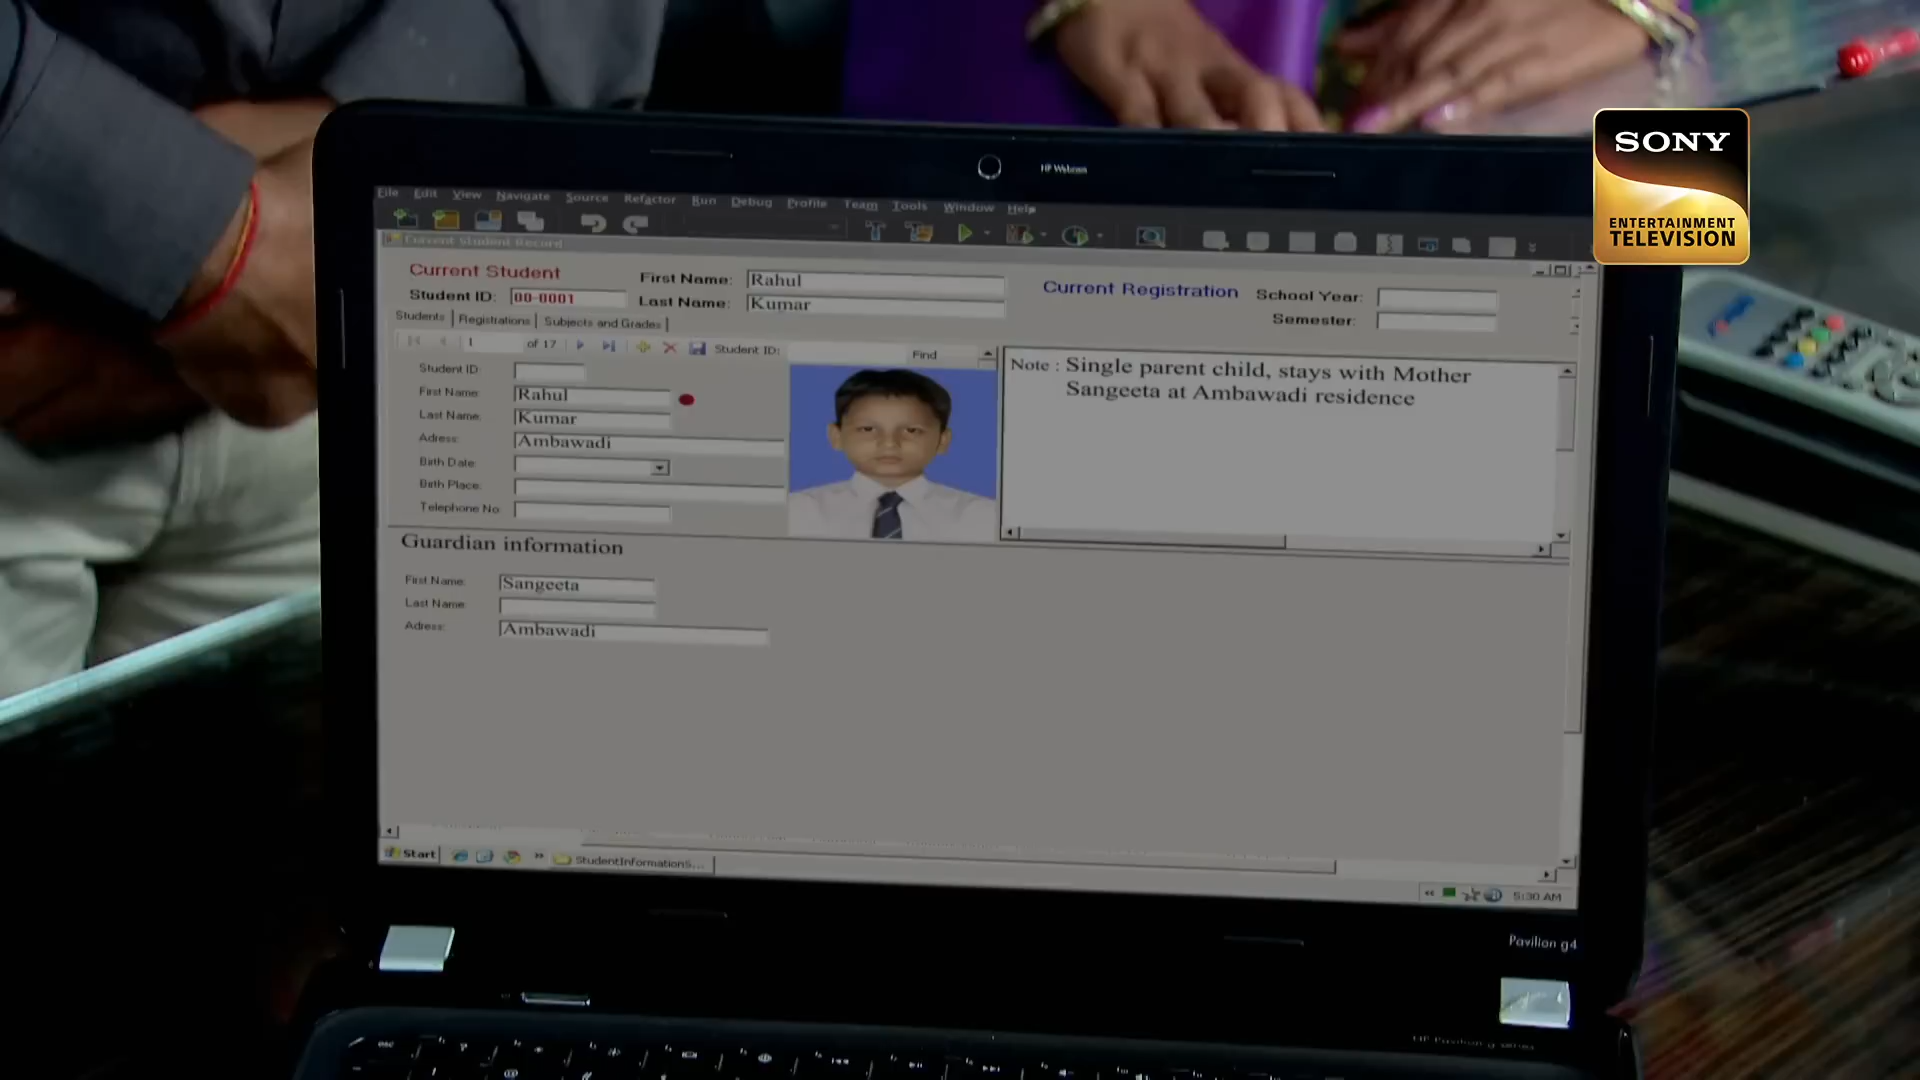 SONY
ENTERTAINMENT
TELEVISION
HP Webcam
File Edit View Navigate Source Refactor Run Debug Profile Team Tools Window Help
Current Student Record
Current Student
First Name: Rahul
Current Registration
School Year:
Student ID: 00-0001
Last Name: Kumar
Semester:
Students Registrations Subjects and Grades
1 of 17
Student ID:
Find
Student ID
First Name: Rahul
Last Name: Kumar
Adress: Ambawadi
Birth Date:
Birth Place:
Telephone No
Note : Single parent child, stays with Mother
Sangeeta at Ambawadi residence
Guardian information
First Name: Sangeeta
Last Name:
Adress: Ambawadi
Start
StudentInformationS...
5:30 AM
Pavilion g4